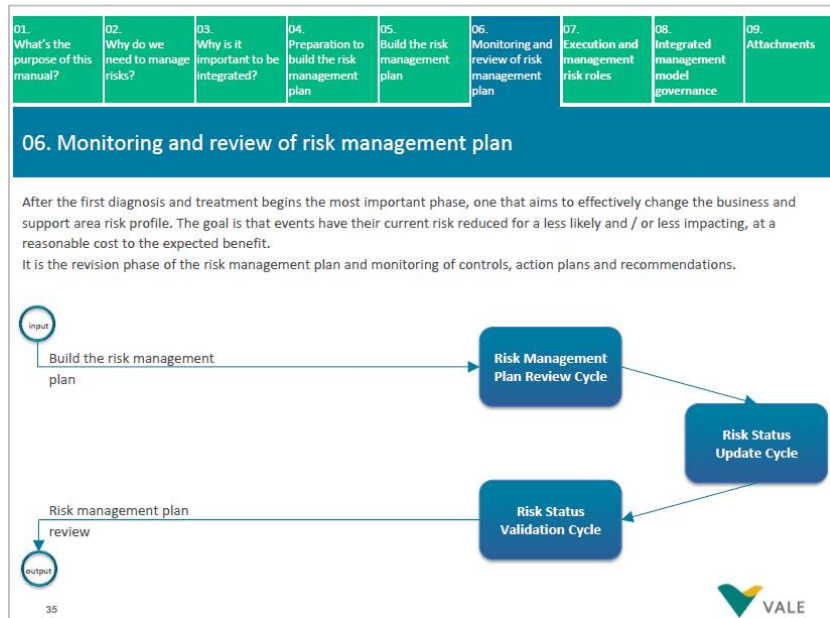 01.
What's the
purpose of this
manual?
02.
Why do we
need to manage
risks?
03.
Why is it
important to be
integrated?
04.
Preparation to
build the risk
management
plan
05.
Build the risk
management
plan
06.
Monitoring and
review of risk
management
plan
07.
Execution and
management
risk roles
08.
Integrated
management
model
governance
09.
Attachments
06. Monitoring and review of risk management plan
After the first diagnosis and treatment begins the most important phase, one that aims to effectively change the business and
support area risk profile. The goal is that events have their current risk reduced for a less likely and / or less impacting, at a
reasonable cost to the expected benefit.
It is the revision phase of the risk management plan and monitoring of controls, action plans and recommendations.
input
Build the risk management
plan
Risk Management
Plan Review Cycle
Risk Status
Update Cycle
Risk Status
Validation Cycle
Risk management plan
review
output
35
VALE